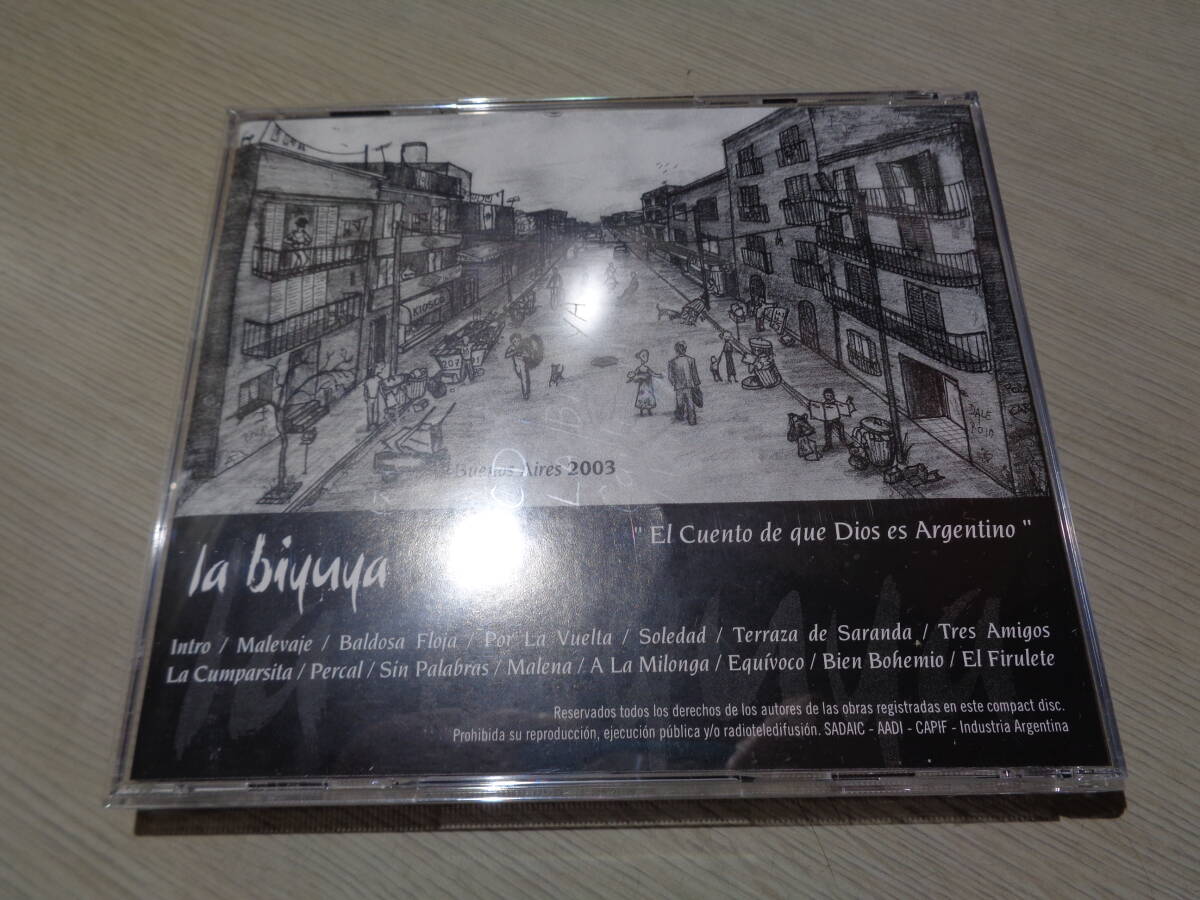 KIOSCO
Buenos Aires 2003
" El Cuento de que Dios es Argentino "
la biyuya
Intro / Malevaje / Baldosa Floja / Por La Vuelta / Soledad / Terraza de Saranda / Tres Amigos
La Cumparsita / Percal / Sin Palabras / Malena / A La Milonga / Equívoco / Bien Bohemio / El Firulete
Reservados todos los derechos de los autores de las obras registradas en este compact disc.
Prohibida su reproducción, ejecución pública y/o radioteledifusión. SADAIC - AADI - CAPIF - Industria Argentina